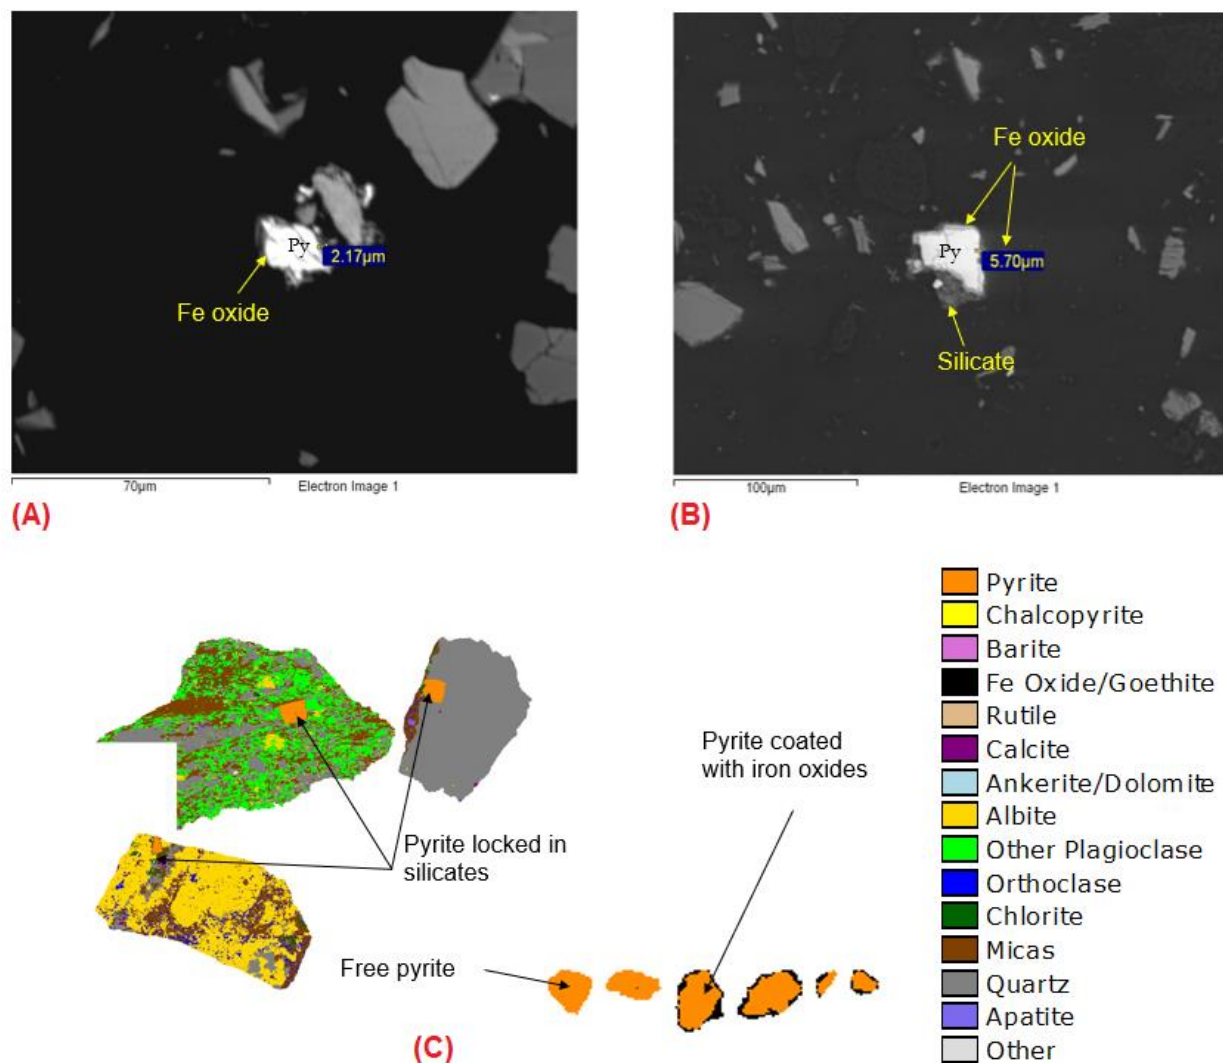 Py
2.17µm
Fe oxide
70µm
Electron Image 1
(A)
Fe oxide
Py
5.70µm
Silicate
100µm
Electron Image 1
(B)
Pyrite locked in
silicates
Free pyrite
Pyrite coated
with iron oxides
(C)
Pyrite
Chalcopyrite
Barite
Fe Oxide/Goethite
Rutile
Calcite
Ankerite/Dolomite
Albite
Other Plagioclase
Orthoclase
Chlorite
Micas
Quartz
Apatite
Other